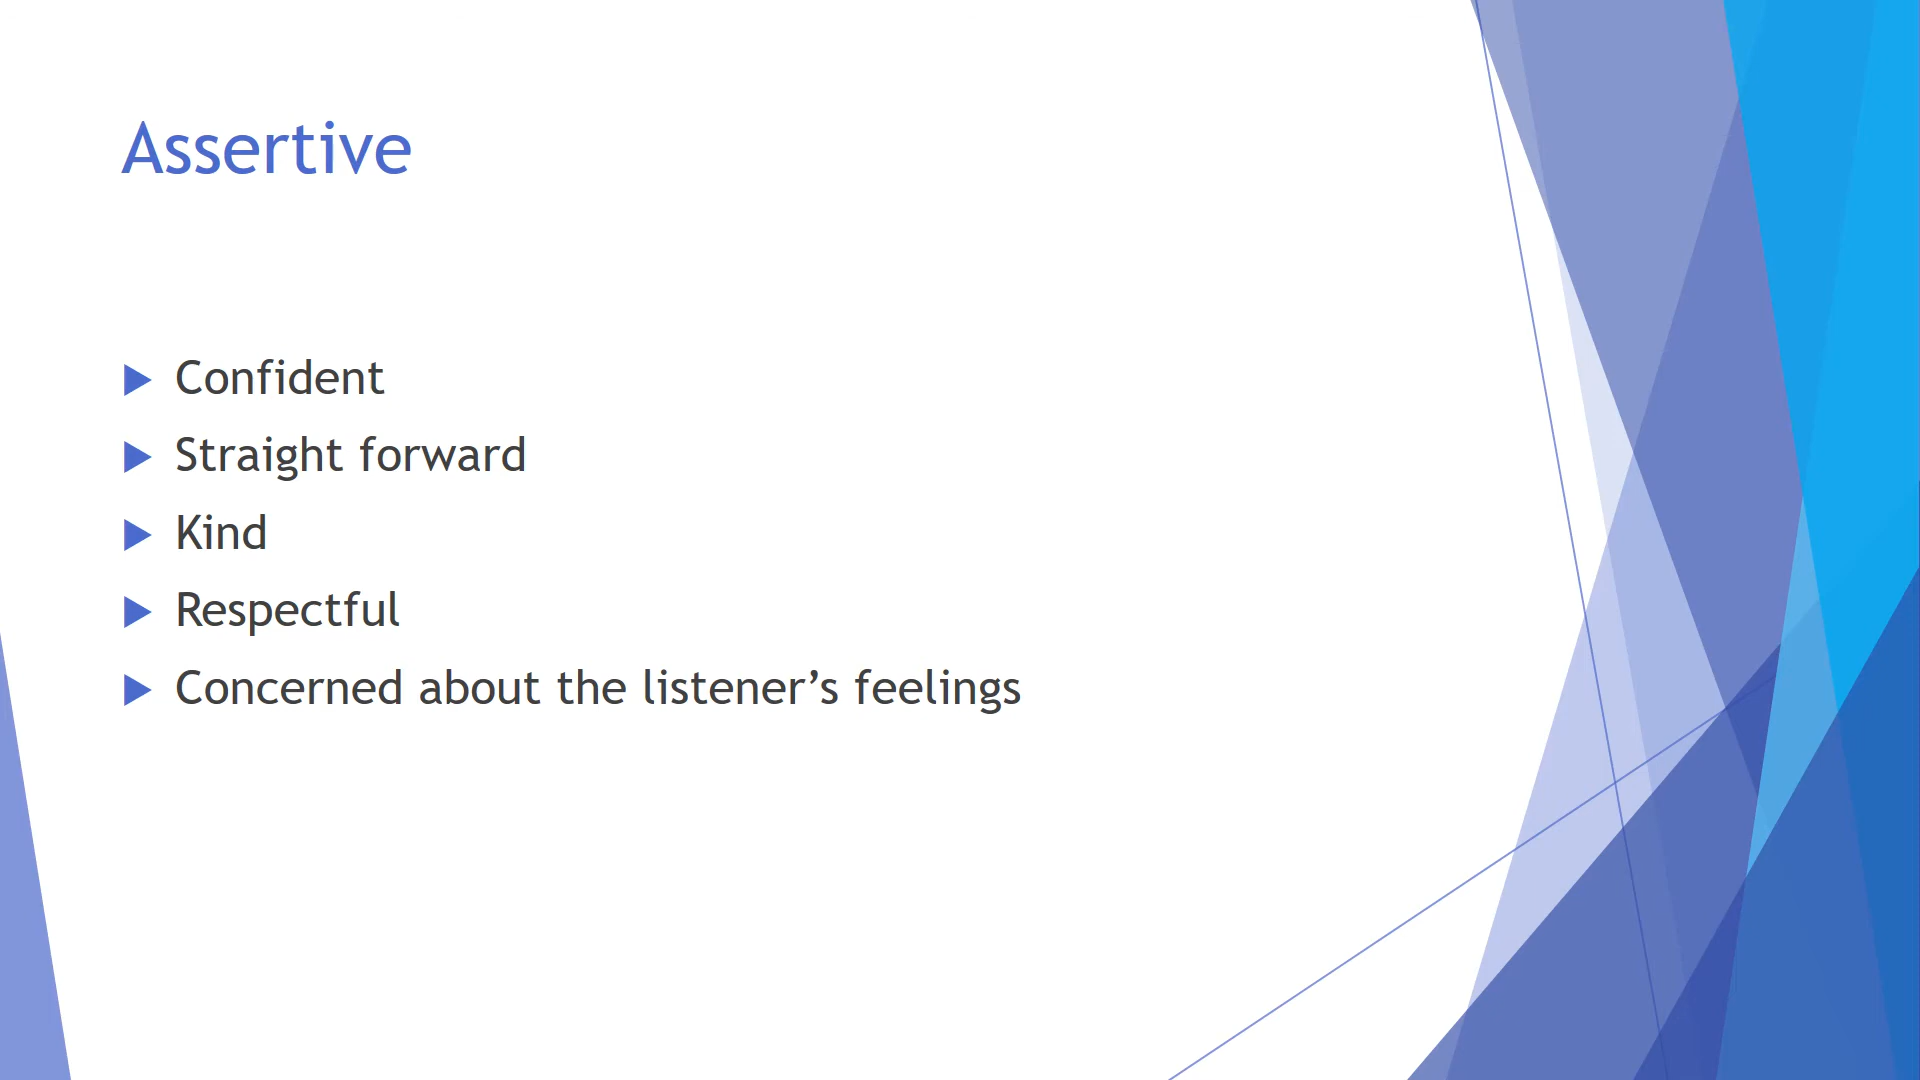 Assertive
Confident
Straight forward
Kind
Respectful
Concerned about the listener’s feelings